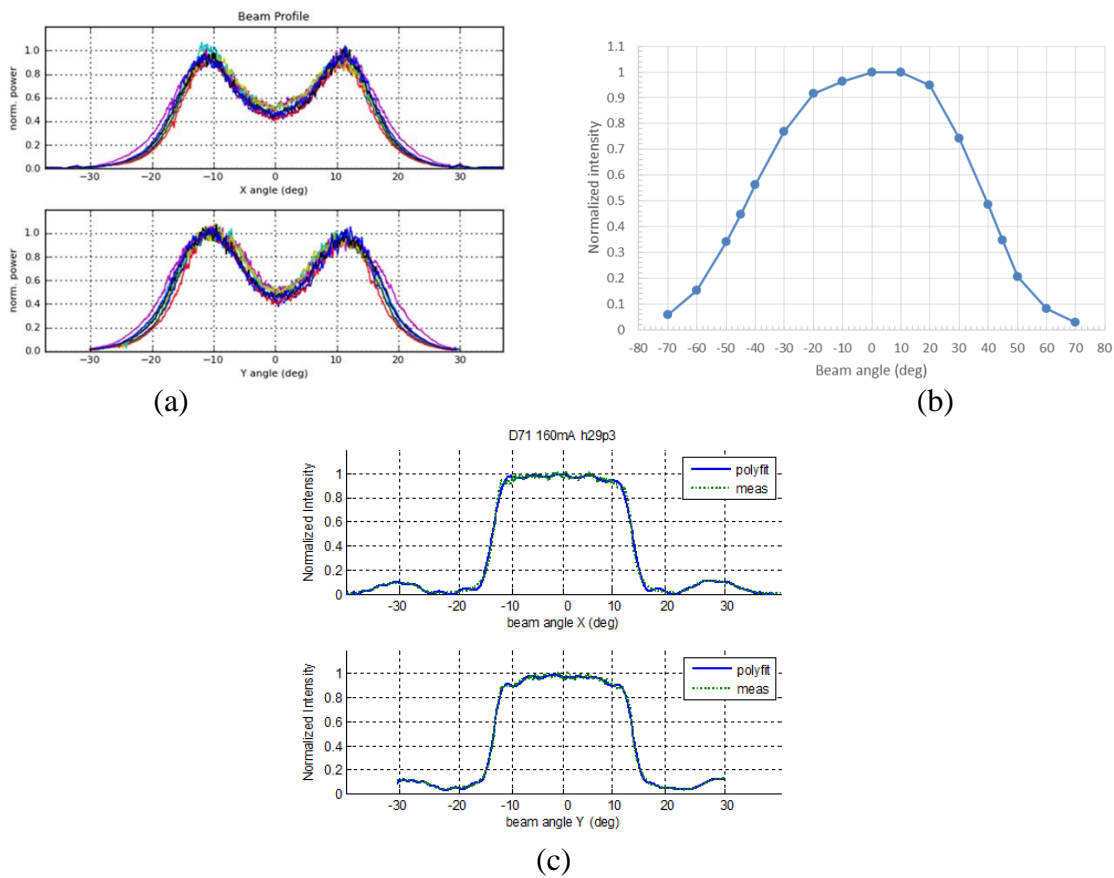 Beam Profile
norm. power
1.0
0.8
0.6
0.4
0.2
0.0
−30 −20 −10 0 10 20 30
X angle (deg)
norm. power
1.0
0.8
0.6
0.4
0.2
0.0
−30 −20 −10 0 10 20 30
Y angle (deg)
(a)
Normalized intensity
1.1
1
0.9
0.8
0.7
0.6
0.5
0.4
0.3
0.2
0.1
0
-80 -70 -60 -50 -40 -30 -20 -10 0 10 20 30 40 50 60 70 80
Beam angle (deg)
(b)
D71 160mA h29p3
Normalized Intensity
1
0.8
0.6
0.4
0.2
0
polyfit
meas
-30 -20 -10 0 10 20 30
beam angle X (deg)
Normalized Intensity
1
0.8
0.6
0.4
0.2
0
polyfit
meas
-30 -20 -10 0 10 20 30
beam angle Y (deg)
(c)